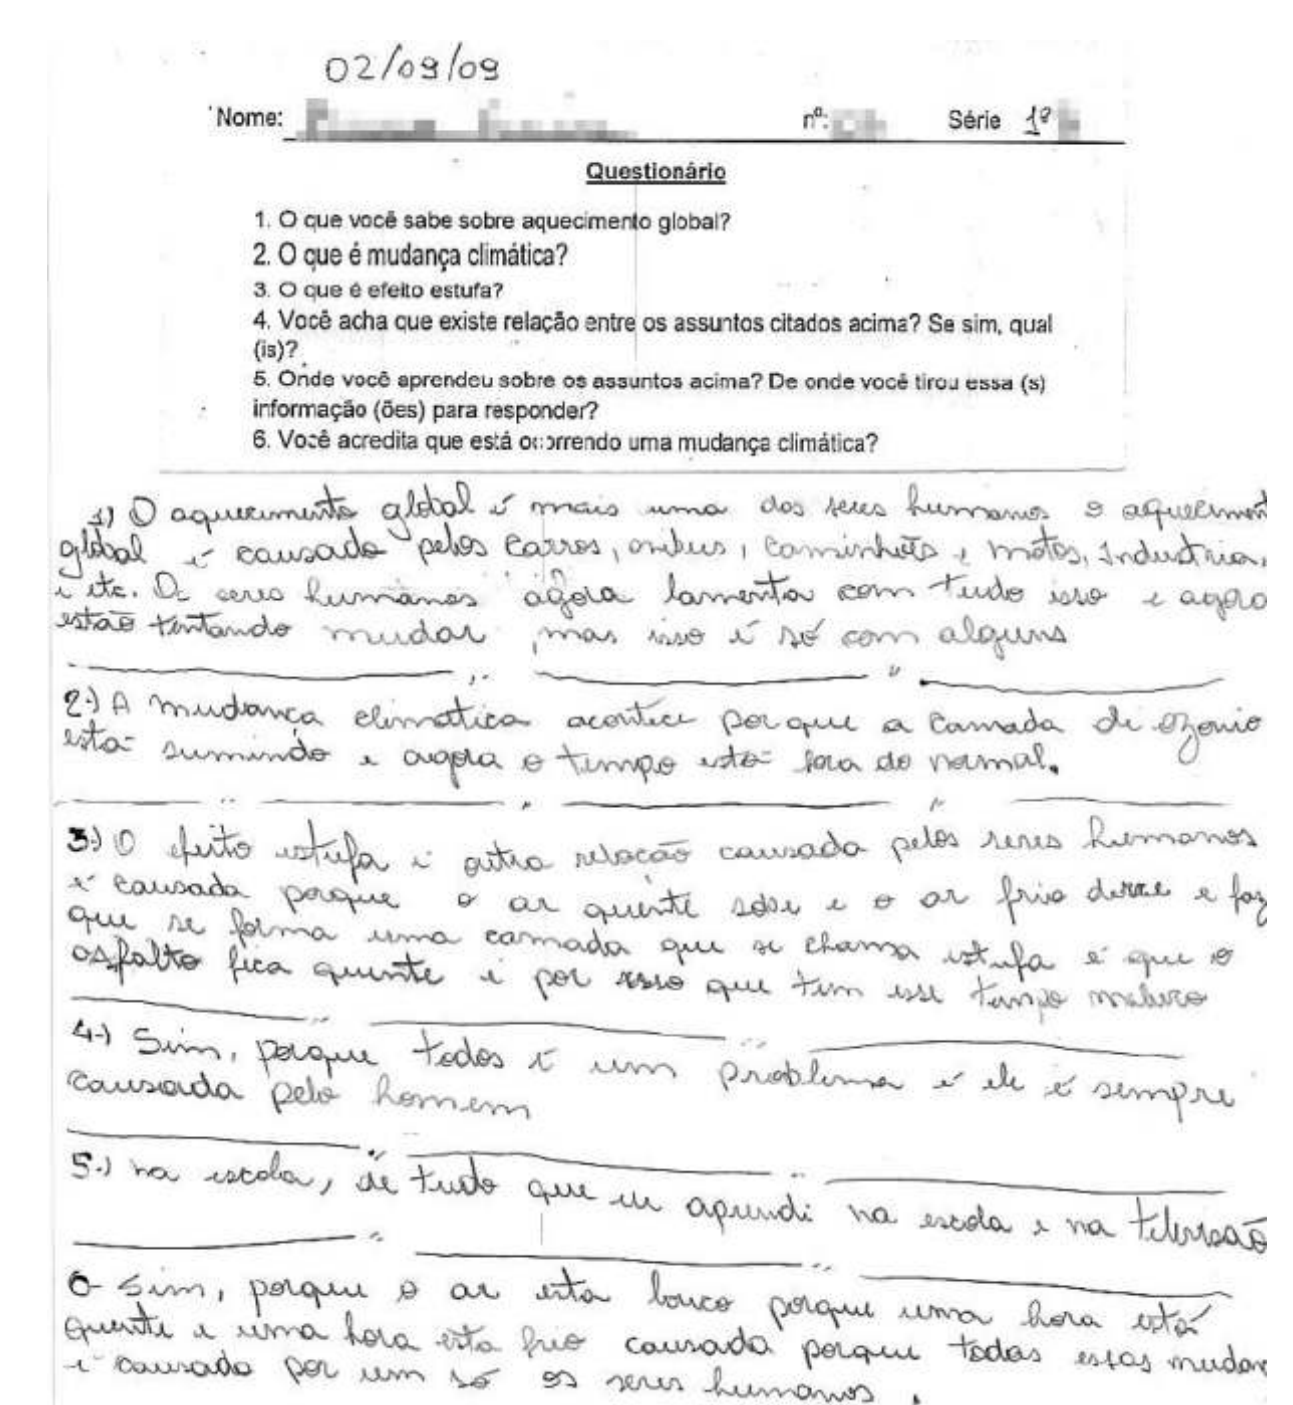 02/09/09
Nome:
nº:
Série 1º
Questionário
1. O que você sabe sobre aquecimento global?
2. O que é mudança climática?
3. O que é efeito estufa?
4. Você acha que existe relação entre os assuntos citados acima? Se sim, qual
(is)?
5. Onde você aprendeu sobre os assuntos acima? De onde você tirou essa (s)
informação (ões) para responder?
6. Você acredita que está ocorrendo uma mudança climática?
1) O aquecimento global é mais uma dos seres humanos o aqueciment
global é causado pelos carros, onibus, caminhões, motos, industrias,
e etc. Os seres humanos agora lamenta com tudo isso e agora
estão tentando mudar, mas isso é só com alguns
2-) A mudança climatica acontece porque a camada de ozonio
está sumindo e agora o tempo está fora do normal.
3-) O efeito estufa é outra relação causada pelos seres humanos
é causada porque o ar quente sobe e o ar frio desce e faz
que se forma uma camada que se chama estufa é que o
asfalto fica quente é por isso que tem esse tempo
4-) Sim, porque todos é um problema é ele é sempre
causada pelo homem
5-) na escola, de tudo que eu aprendi na escola e na
6- Sim, porque o ar esta louco porque uma hora está
quente e uma hora esta frio causada porque todas essas mudan
é causado por um só os seres humanos.